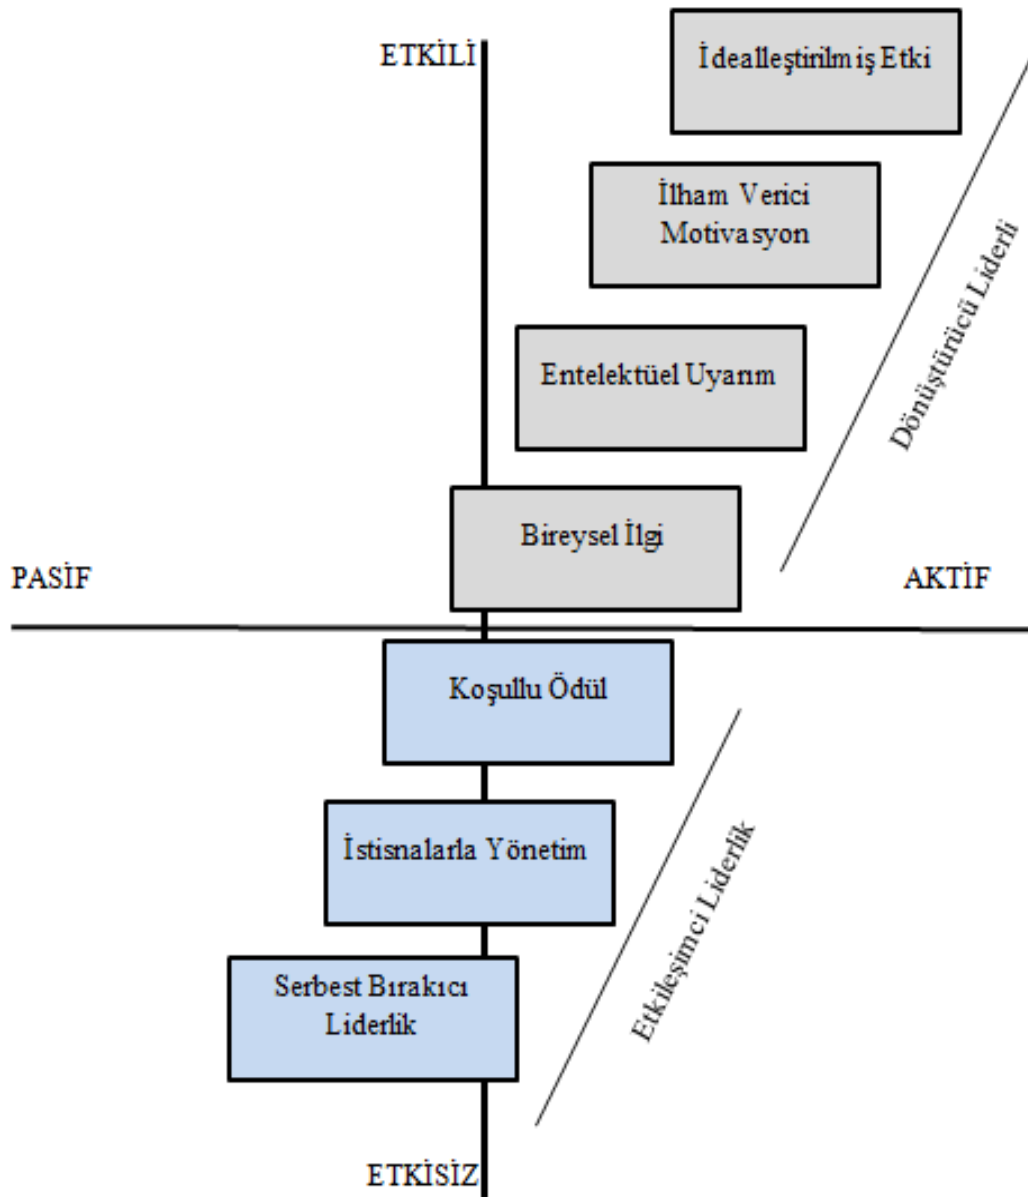 ETKİLİ
İdealleştirilmiş Etki
İlham Verici
Motivasyon
Dönüştürücü Liderli
Entelektüel Uyarım
Bireysel İlgi
PASİF
AKTİF
Koşullu Ödül
İstisnalarla Yönetim
Etkileşimci Liderlik
Serbest Bırakıcı
Liderlik
ETKİSİZ